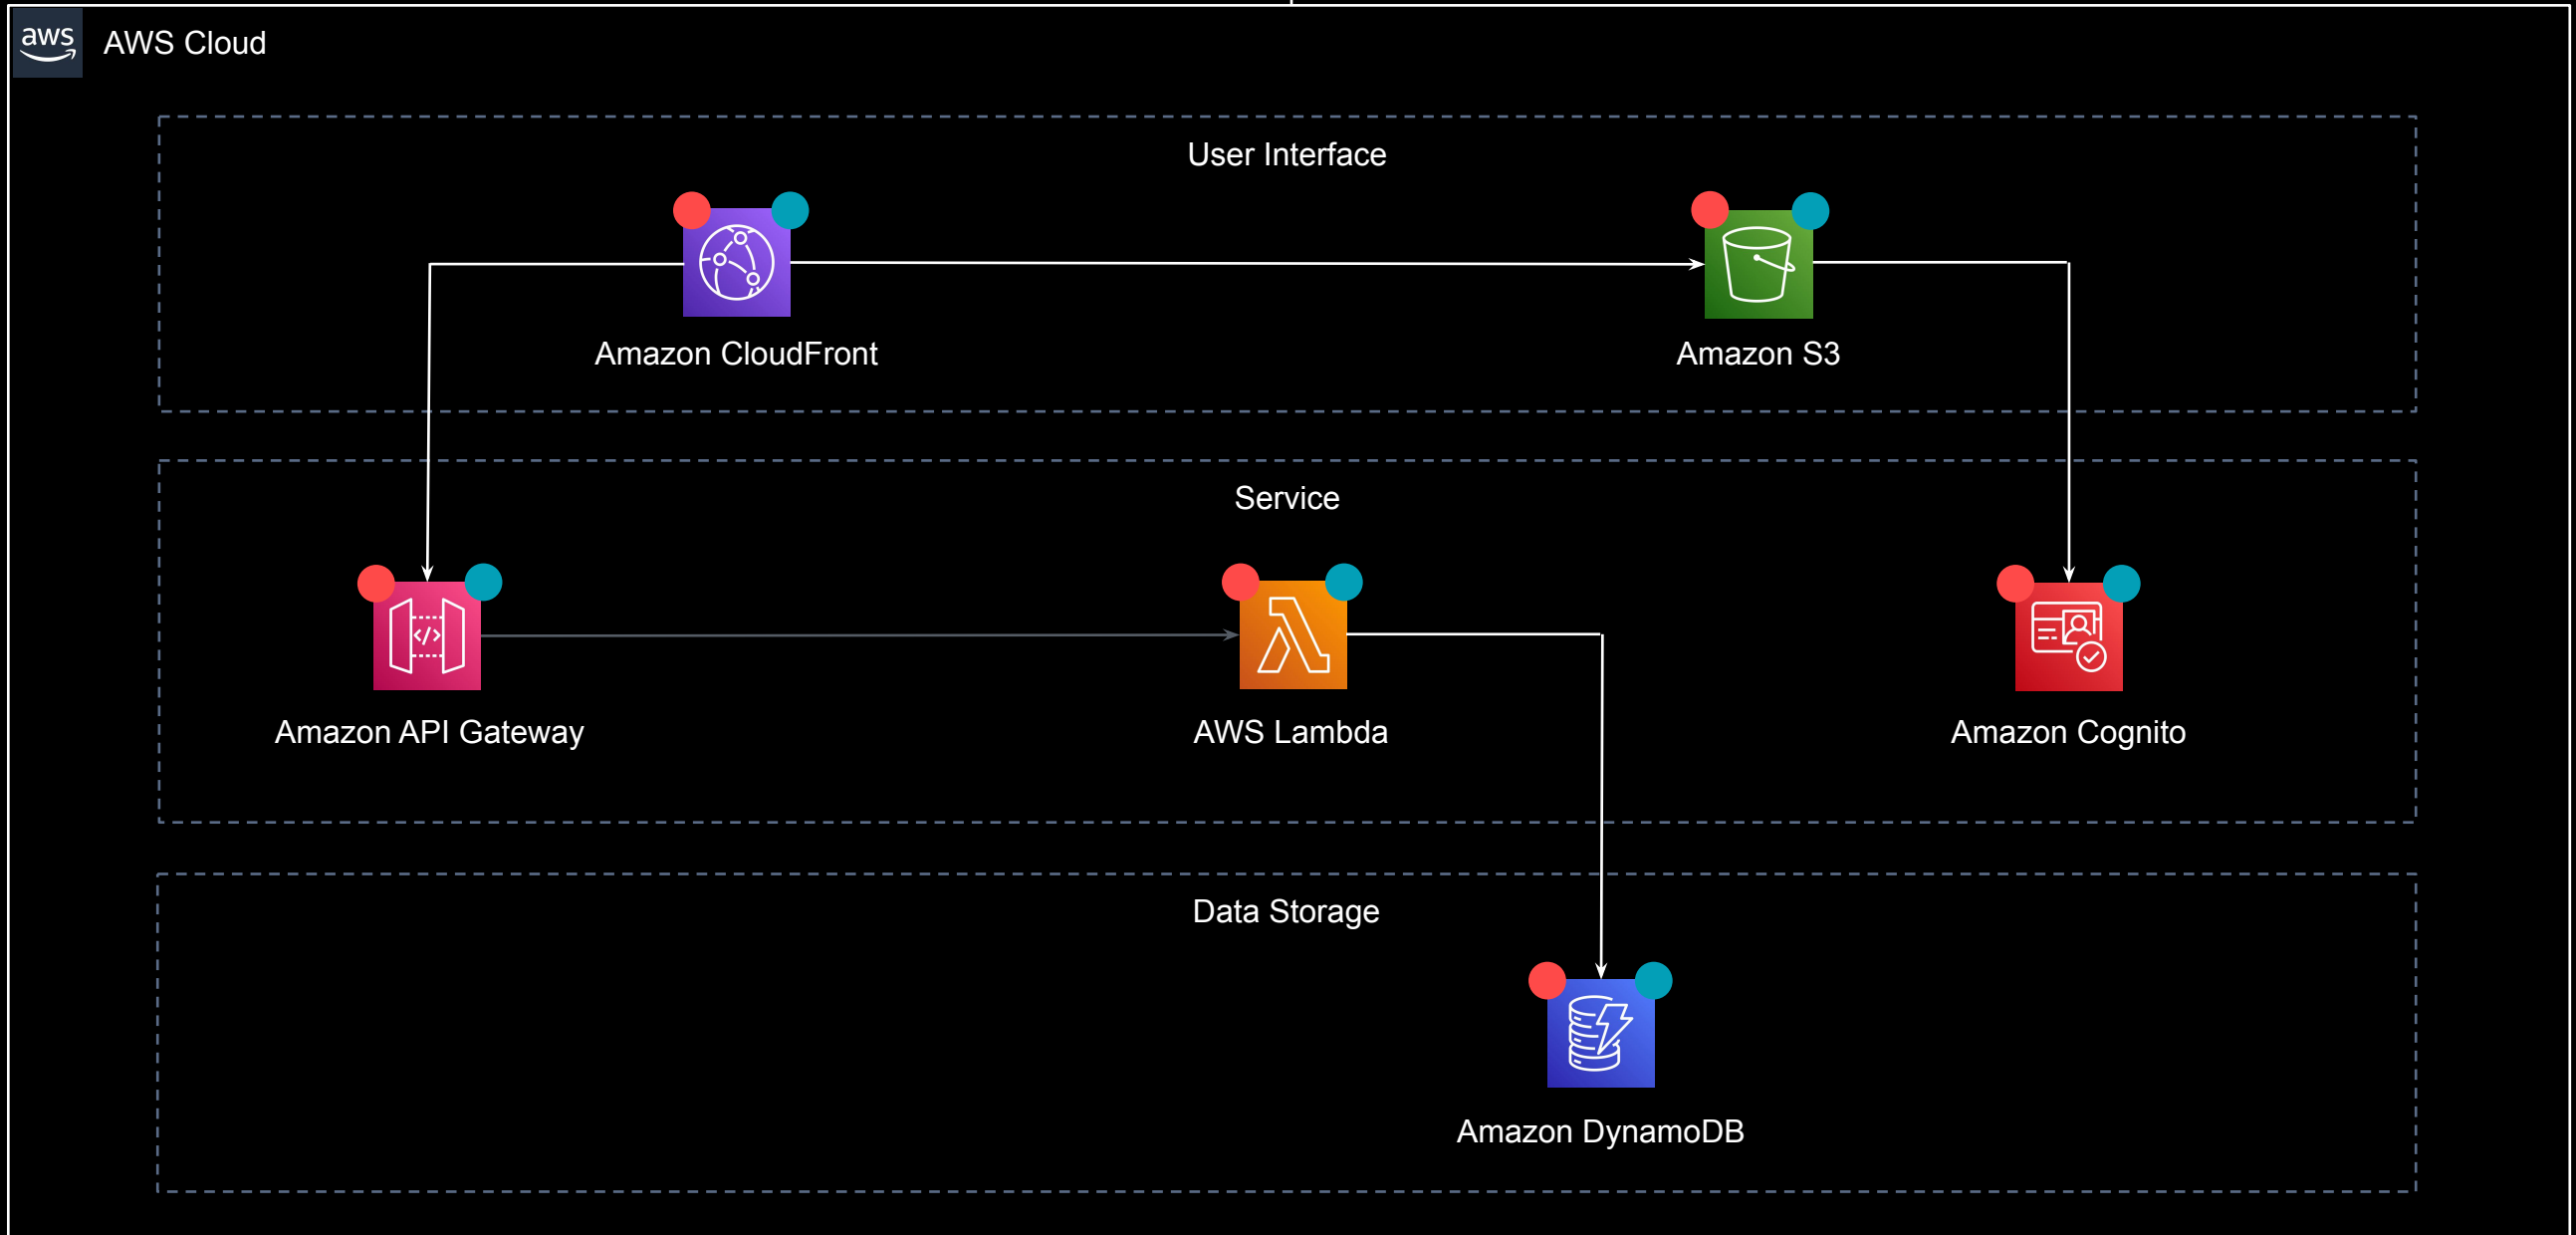 aws
AWS Cloud
User Interface
Amazon CloudFront
Amazon S3
Service
</>
Amazon API Gateway
AWS Lambda
Amazon Cognito
Data Storage
Amazon DynamoDB